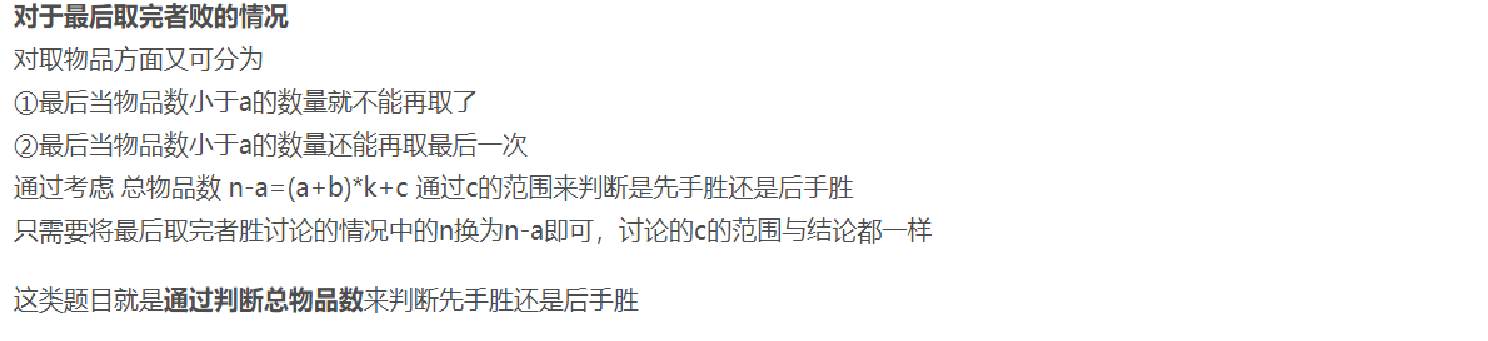 对于最后取完者败的情况
对取物品方面又可分为
①最后当物品数小于a的数量就不能再取了
②最后当物品数小于a的数量还能再取最后一次
通过考虑 总物品数 n-a=(a+b)*k+c 通过c的范围来判断是先手胜还是后手胜
只需要将最后取完者胜讨论的情况中的n换为n-a即可，讨论的c的范围与结论都一样
这类题目就是通过判断总物品数来判断先手胜还是后手胜